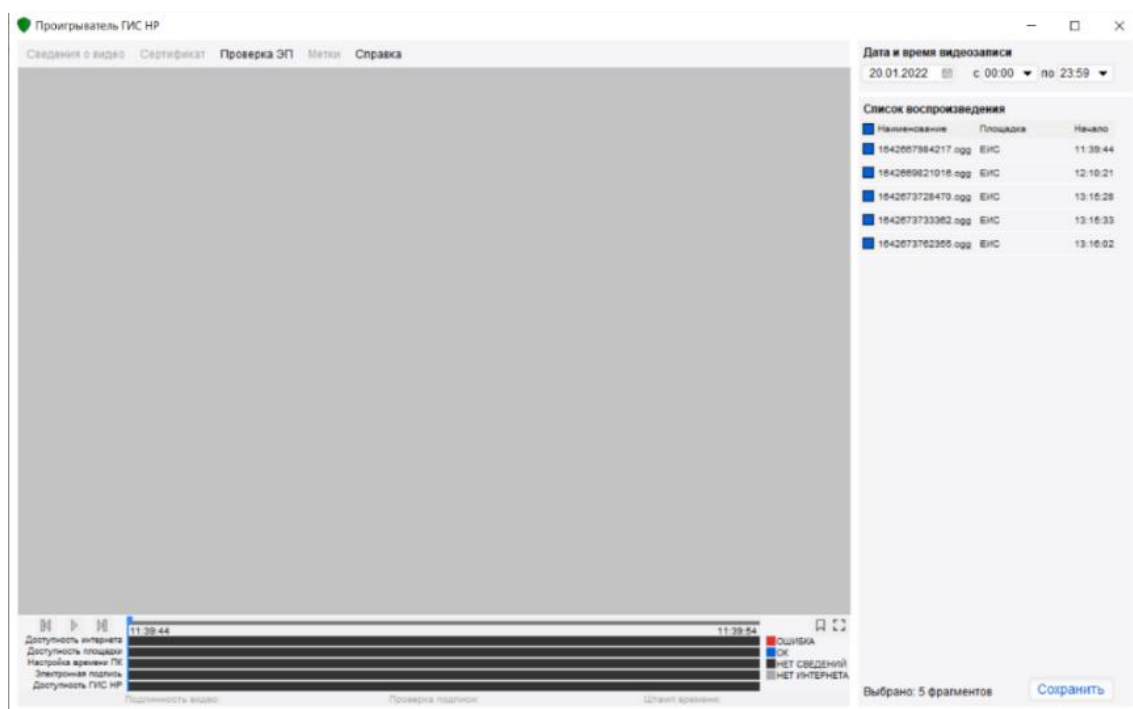 Проигрыватель ГИС НР
Сведения о видео Сертификат Проверка ЭП Метки Справка
Дата и время видеозаписи
20.01.2022 с 00:00 по 23:59
Список воспроизведения
Наименование Площадка Начало
1642667984217.ogg ЕИС 11:39:44
1642669821016.ogg ЕИС 12:10:21
1642673728470.ogg ЕИС 13:15:28
1642673733362.ogg ЕИС 13:15:33
1642673762355.ogg ЕИС 13:16:02
11:39:44 11:39:54
Доступность интернета
Доступность площадки
Настройка времени ПК
Электронная подпись
Доступность ГИС НР
ОШИБКА
ОК
НЕТ СВЕДЕНИЙ
НЕТ ИНТЕРНЕТА
Подлинность видео: Проверка подписи: Штамп времени:
Выбрано: 5 фрагментов Сохранить